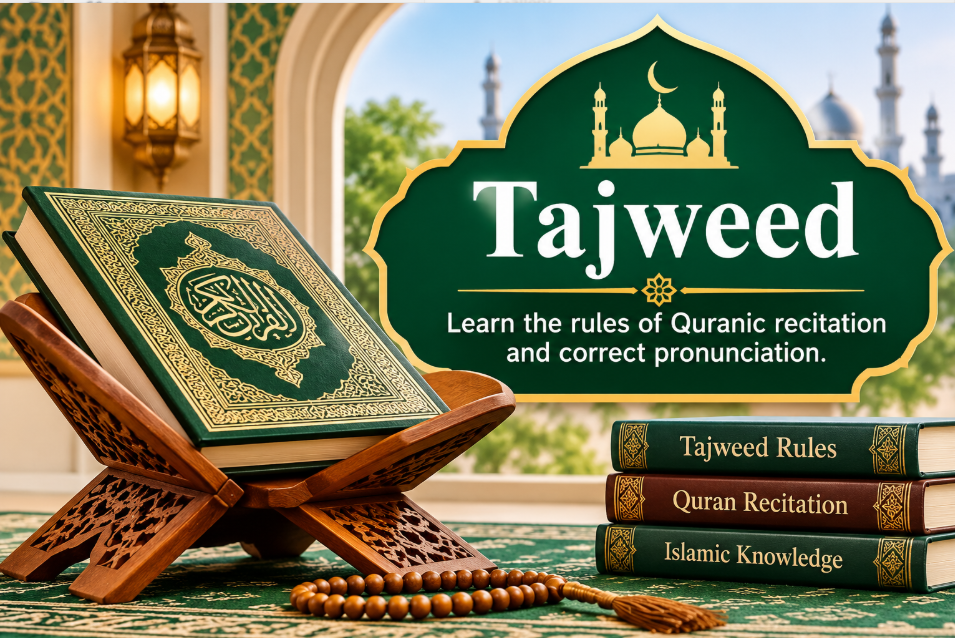 Tajweed
Learn the rules of Quranic recitation
and correct pronunciation.
Tajweed Rules
Quran Recitation
Islamic Knowledge